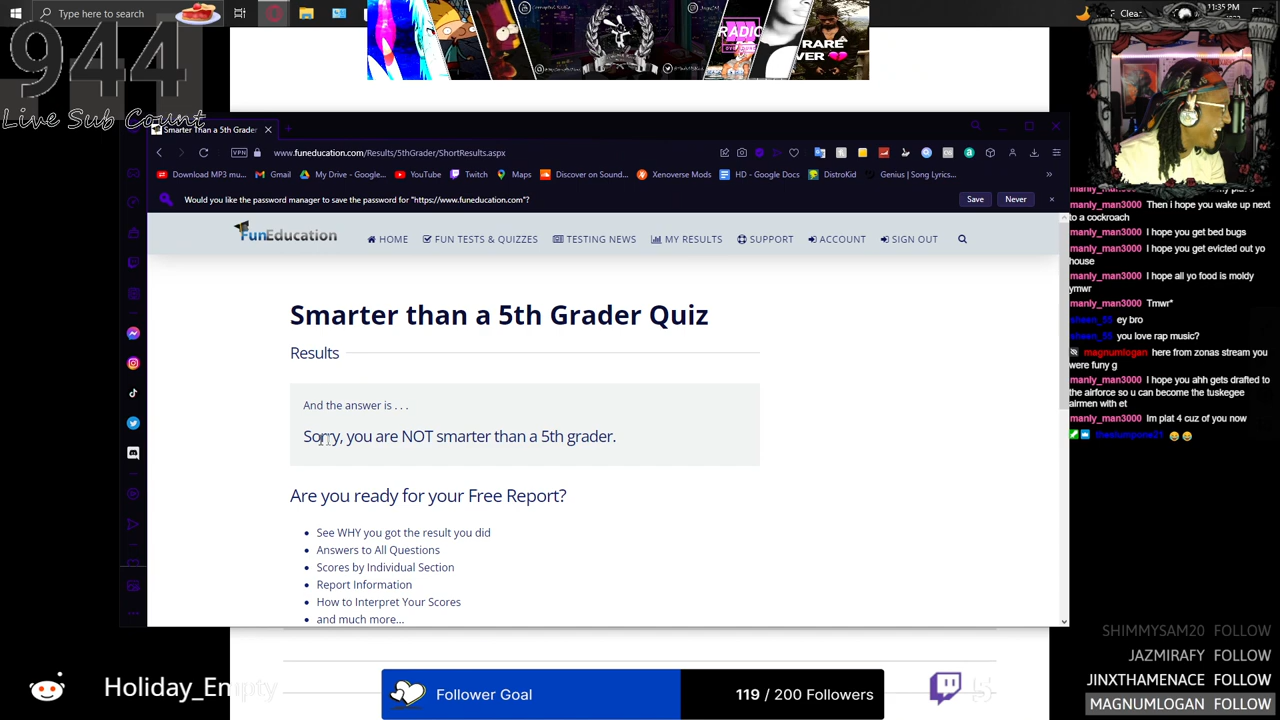 Type here to search
11:35 PM
Clear
944
Live Sub Count
RADIO
RARE
Smarter Than a 5th Grader
VPN
www.funeducation.com/Results/5thGrader/ShortResults.aspx
Download MP3 mu...
Gmail
My Drive - Google...
YouTube
Twitch
Maps
Discover on Sound...
Xenoverse Mods
HD - Google Docs
DistroKid
Genius | Song Lyrics...
Would you like the password manager to save the password for "https://www.funeducation.com"?
Save
Never
FunEducation
HOME
FUN TESTS & QUIZZES
TESTING NEWS
MY RESULTS
SUPPORT
ACCOUNT
SIGN OUT
Smarter than a 5th Grader Quiz
Results
And the answer is . . .
Sorry, you are NOT smarter than a 5th grader.
Are you ready for your Free Report?
See WHY you got the result you did
Answers to All Questions
Scores by Individual Section
Report Information
How to Interpret Your Scores
and much more...
manly_man3000 Then i hope you wake up next
to a cockroach
manly_man3000 I hope you get bed bugs
manly_man3000 I hope you get evicted out yo
house
manly_man3000 I hope all yo food is moldy
ymwr
manly_man3000 Tmwr*
ey bro
you love rap music?
magnumlogan here from zonas stream you
were funy g
manly_man3000 I hope you ahh gets drafted to
the airforce so u can become the tuskegee
airmen with et
manly_man3000 Im plat 4 cuz of you now
SHIMMYSAM20 FOLLOW
JAZMIRAFY FOLLOW
JINXTHAMENACE FOLLOW
MAGNUMLOGAN FOLLOW
Holiday_Empty
Follower Goal
119 / 200 Followers